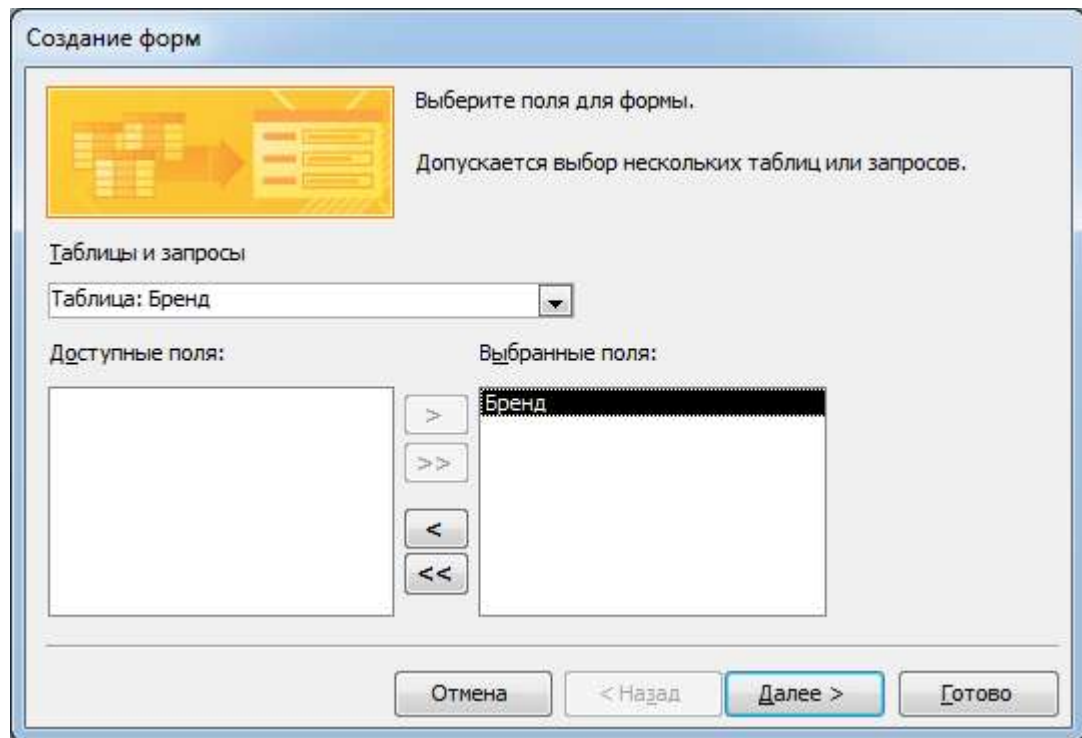 Создание форм
Выберите поля для формы.
Допускается выбор нескольких таблиц или запросов.
Таблицы и запросы
Таблица: Бренд
Доступные поля:
Выбранные поля:
Бренд
>
>>
<
<<
Отмена
< Назад
Далее >
Готово